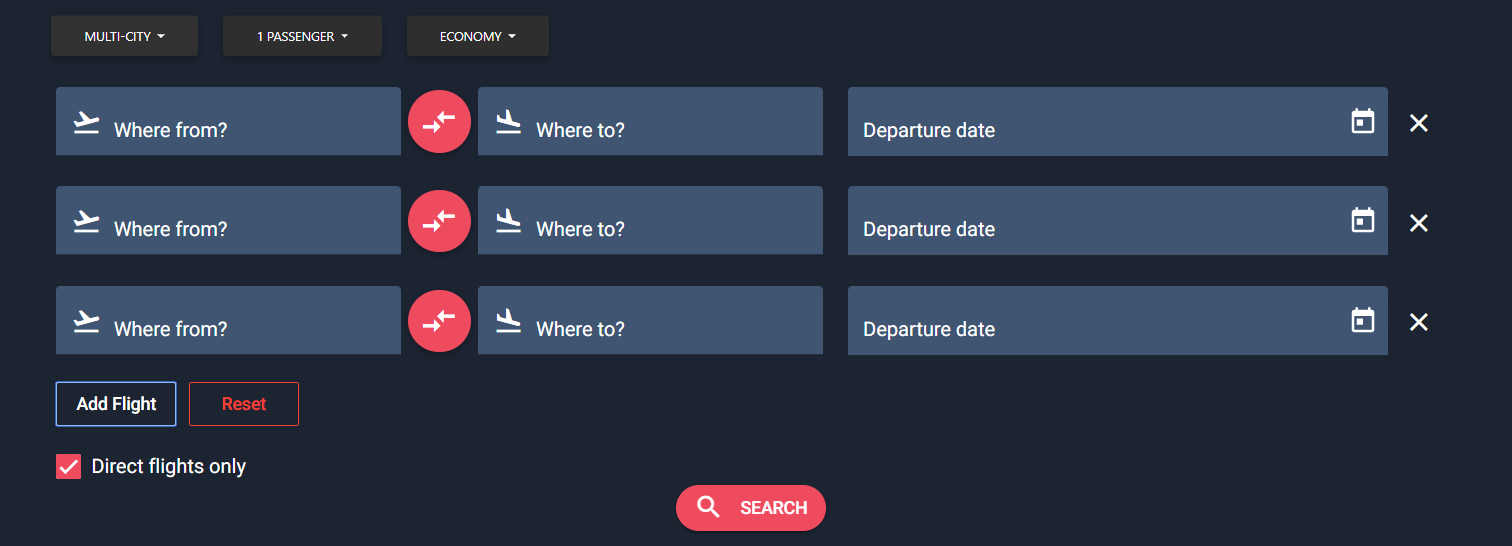 MULTI-CITY 1 PASSENGER ECONOMY
Where from? Where to? Departure date
Where from? Where to? Departure date
Where from? Where to? Departure date
Add Flight Reset
Direct flights only
SEARCH